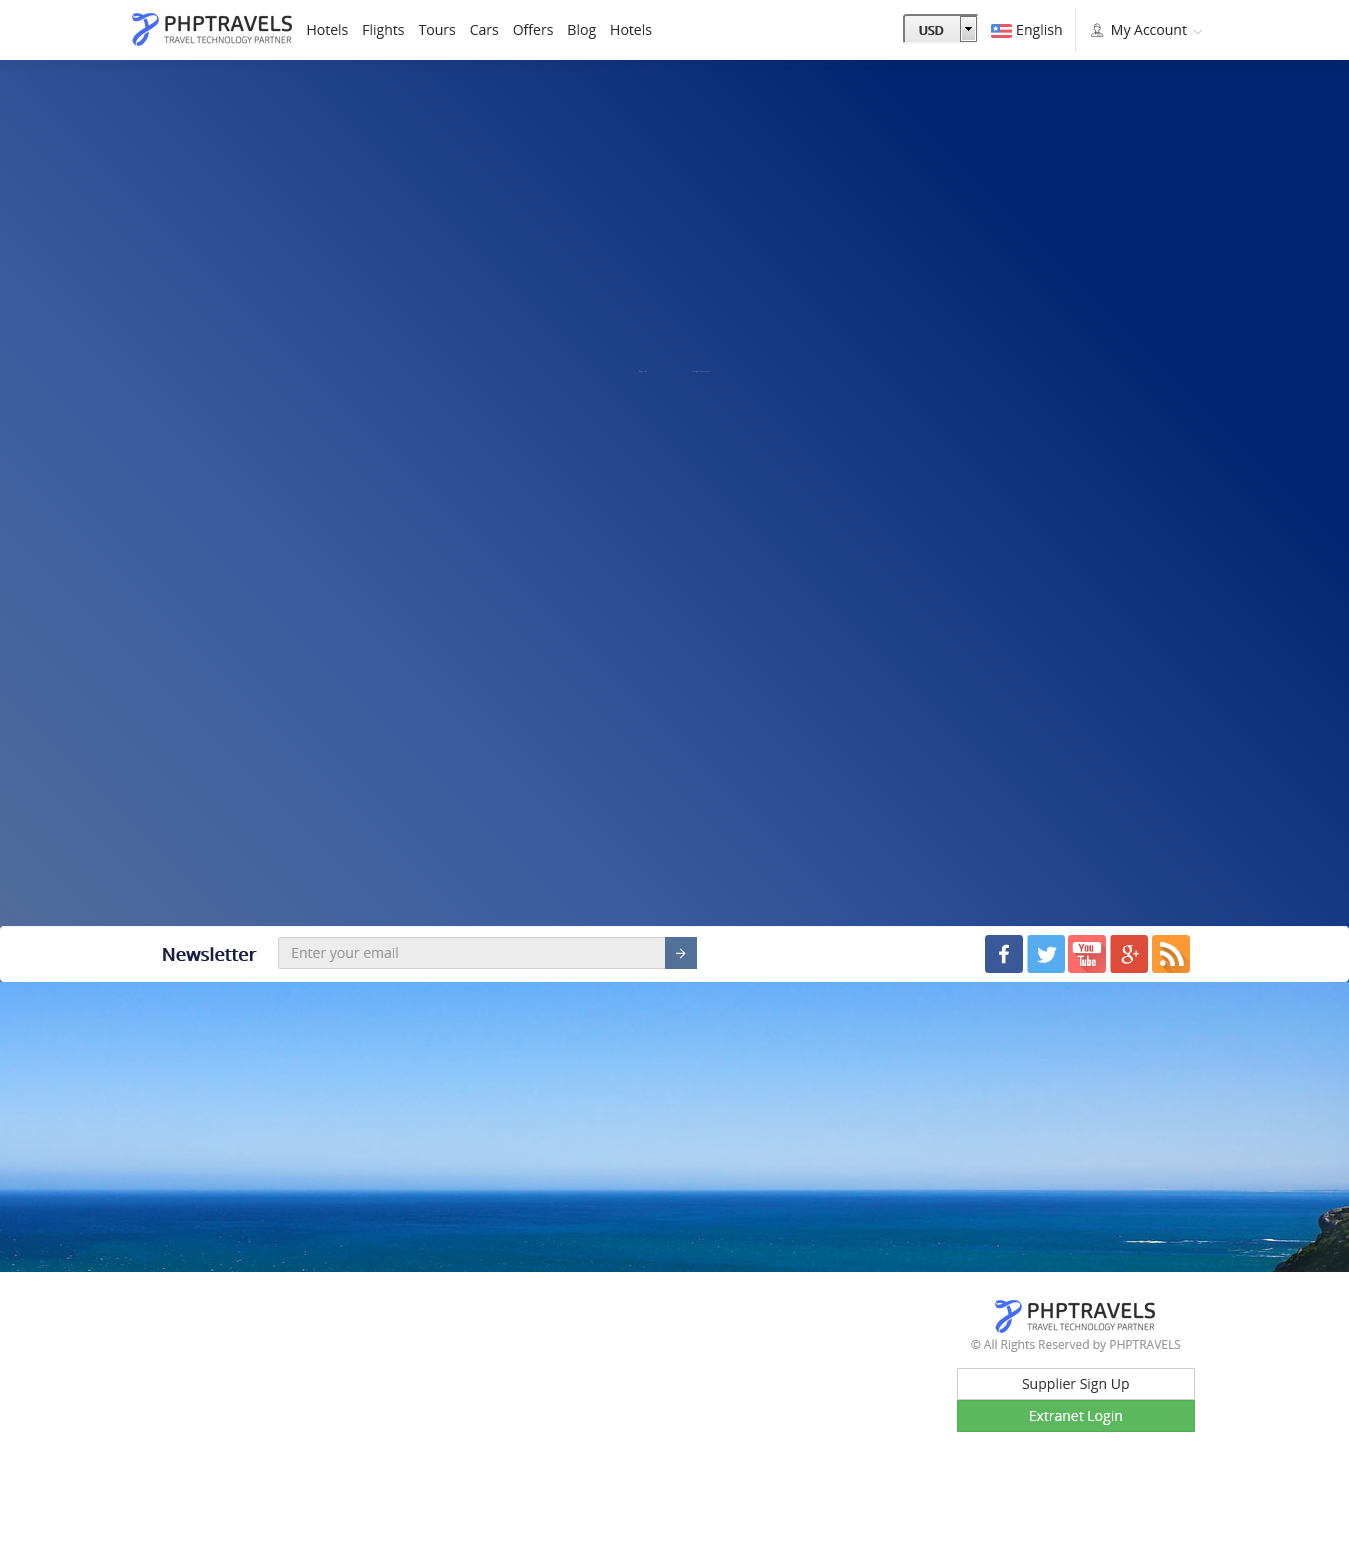 PHPTRAVELS
TRAVEL TECHNOLOGY PARTNER
Hotels Flights Tours Cars Offers Blog Hotels USD English My Account
Newsletter Enter your email
You
Tube
g+
PHPTRAVELS
TRAVEL TECHNOLOGY PARTNER
© All Rights Reserved by PHPTRAVELS
Supplier Sign Up
Extranet Login